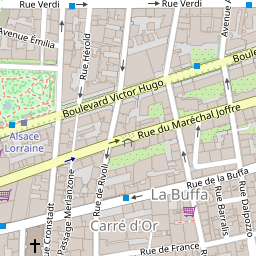 Rue Verdi
Rue Verdi
Avenue Émilia
Rue Hérold
Avenue A
Boulevard Victor Hugo
Alsace
Lorraine
Rue du Maréchal Joffre
Rue de Rivoli
Rue de la Buffa
La Buffa
Passage Merlanzone
Rue Cronstadt
Carré d'Or
Rue Barralis
Rue Dalpozzo
Rue de France